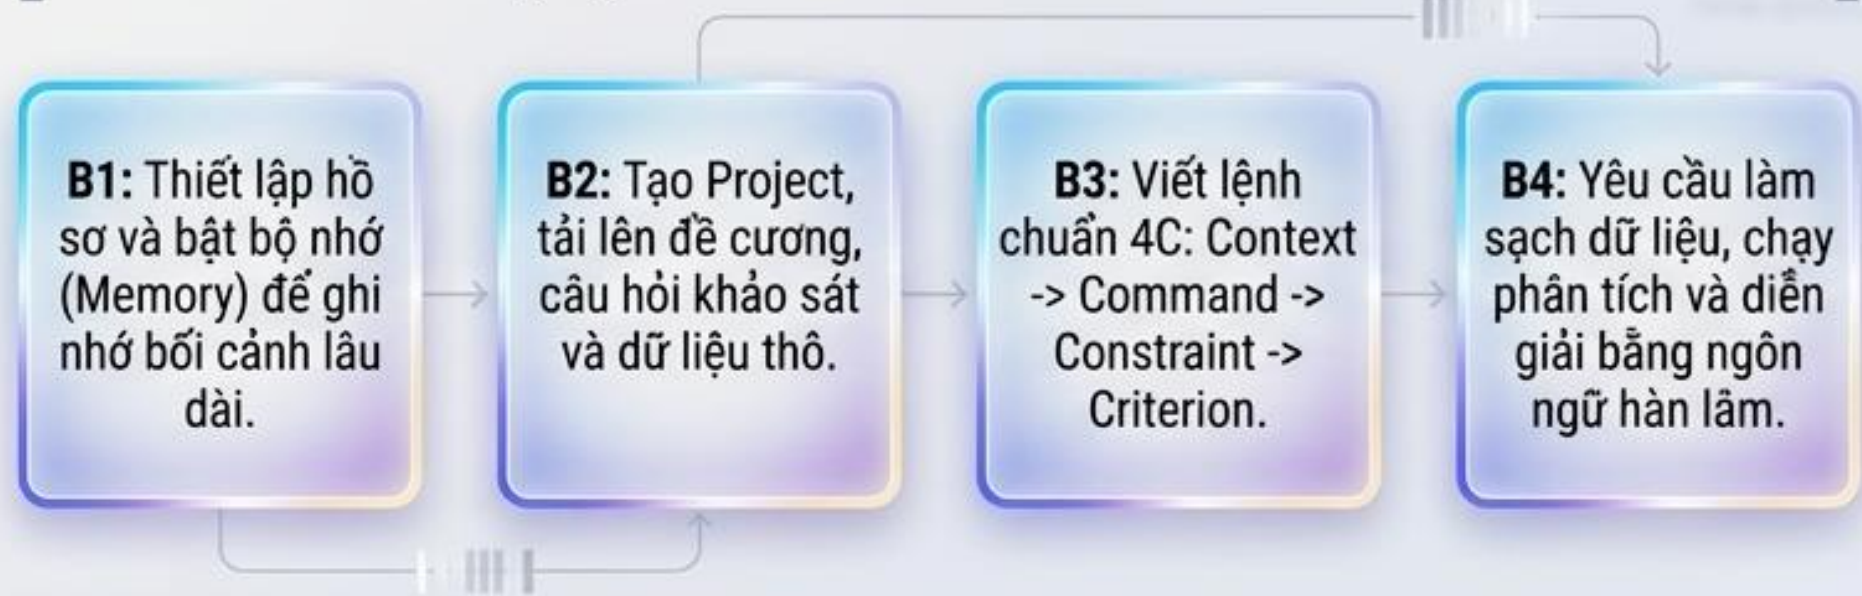 B1: Thiết lập hồ
sơ và bật bộ nhớ
(Memory) để ghi
nhớ bối cảnh lâu
dài.
B2: Tạo Project,
tải lên đề cương,
câu hỏi khảo sát
và dữ liệu thô.
B3: Viết lệnh
chuẩn 4C: Context
-> Command ->
Constraint ->
Criterion.
B4: Yêu cầu làm
sạch dữ liệu, chạy
phân tích và diễn
giải bằng ngôn
ngữ hàn lâm.